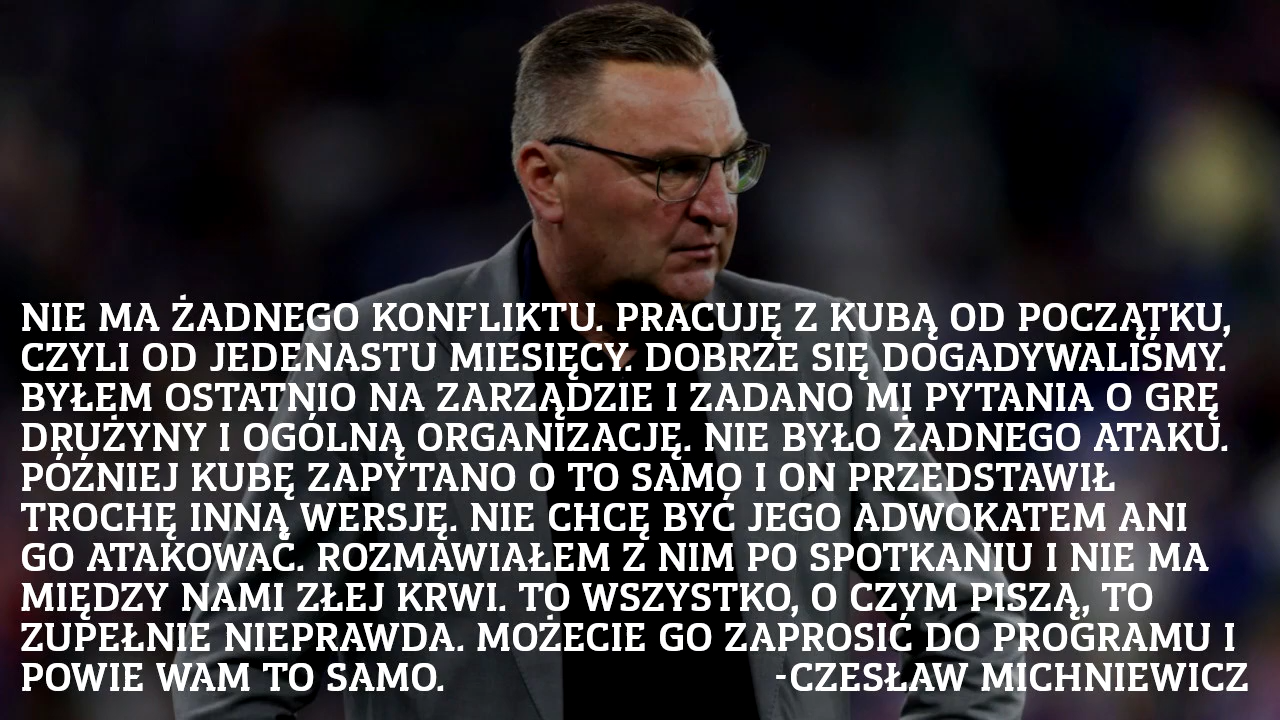 NIE MA ŻADNEGO KONFLIKTU. PRACUJĘ Z KUBĄ OD POCZĄTKU,
CZYLI OD JEDENASTU MIESIĘCY. DOBRZE SIĘ DOGADYWALIŚMY.
BYŁEM OSTATNIO NA ZARZĄDZIE I ZADANO MI PYTANIA O GRĘ
DRUŻYNY I OGÓLNĄ ORGANIZACJĘ. NIE BYŁO ŻADNEGO ATAKU.
PÓŹNIEJ KUBĘ ZAPYTANO O TO SAMO I ON PRZEDSTAWIŁ
TROCHĘ INNĄ WERSJĘ. NIE CHCĘ BYĆ JEGO ADWOKATEM ANI
GO ATAKOWAĆ. ROZMAWIAŁEM Z NIM PO SPOTKANIU I NIE MA
MIĘDZY NAMI ZŁEJ KRWI. TO WSZYSTKO, O CZYM PISZĄ, TO
ZUPEŁNIE NIEPRAWDA. MOŻECIE GO ZAPROSIĆ DO PROGRAMU I
POWIE WAM TO SAMO. -CZESŁAW MICHNIEWICZ